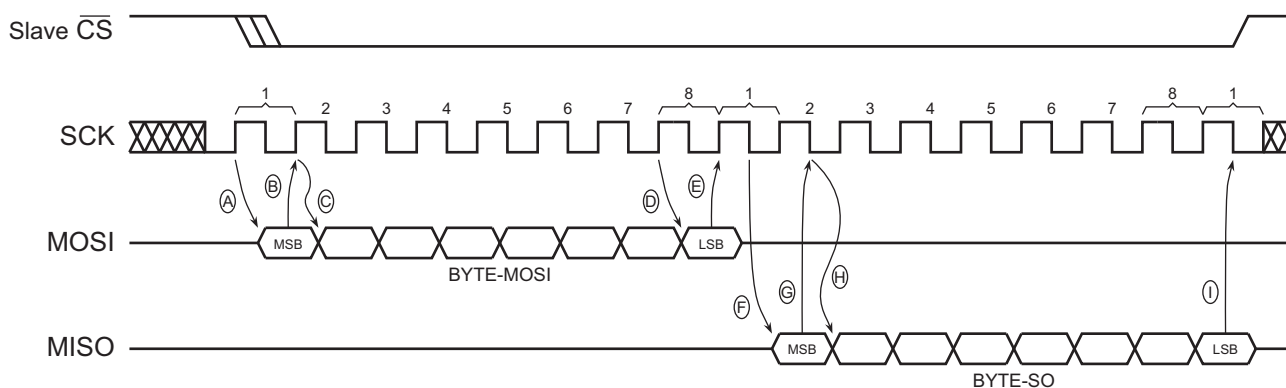 Slave CS
1 2 3 4 5 6 7 8 1 2 3 4 5 6 7 8 1
SCK
A B C D E
MOSI MSB LSB
BYTE-MOSI
F G H I
MISO MSB LSB
BYTE-SO